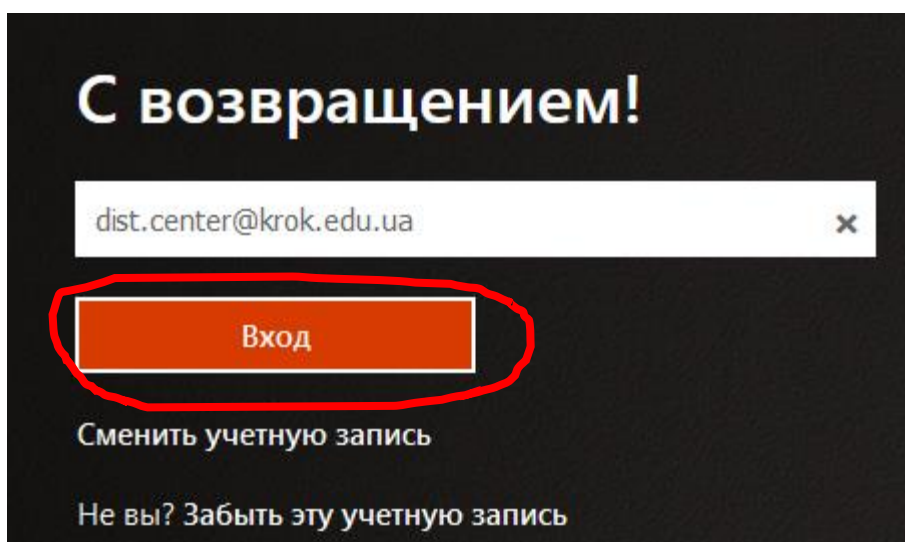 С возвращением!
dist.center@krok.edu.ua
Вход
Сменить учетную запись
Не вы? Забыть эту учетную запись